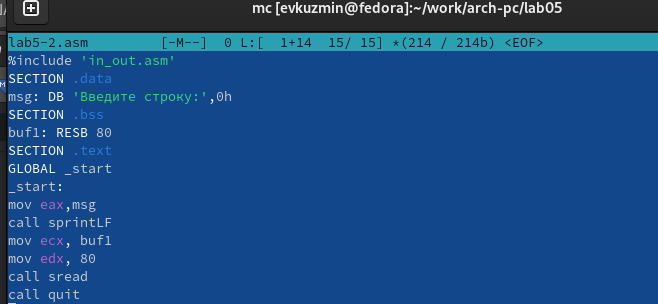 mc [evkuzmin@fedora]:~/work/arch-pc/lab05
lab5-2.asm [-M--] 0 L:[ 1+14 15/ 15] *(214 / 214b) <EOF>
%include 'in_out.asm'
SECTION .data
msg: DB 'Введите строку:',0h
SECTION .bss
buf1: RESB 80
SECTION .text
GLOBAL _start
_start:
mov eax,msg
call sprintLF
mov ecx, buf1
mov edx, 80
call sread
call quit